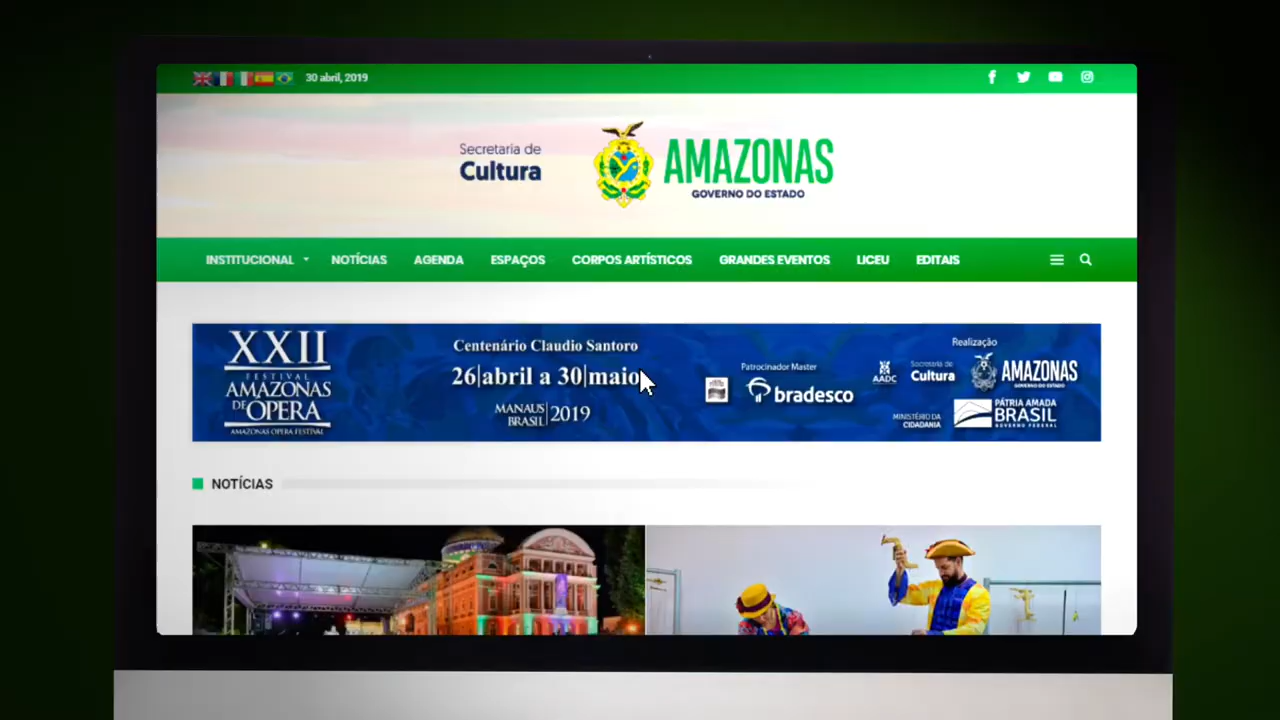 30 abril, 2019
Secretaria de
Cultura
AMAZONAS
GOVERNO DO ESTADO
INSTITUCIONAL NOTÍCIAS AGENDA ESPAÇOS CORPOS ARTÍSTICOS GRANDES EVENTOS LICEU EDITAIS
XXII
FESTIVAL
AMAZONAS
DE OPERA
AMAZONAS OPERA FESTIVAL
Centenário Claudio Santoro
26|abril a 30|maio
MANAUS
BRASIL
2019
Patrocinador Master
bradesco
Realização
AADC
Secretaria de
Cultura
AMAZONAS
GOVERNO DO ESTADO
MINISTÉRIO DA
CIDADANIA
PÁTRIA AMADA
BRASIL
GOVERNO FEDERAL
NOTÍCIAS